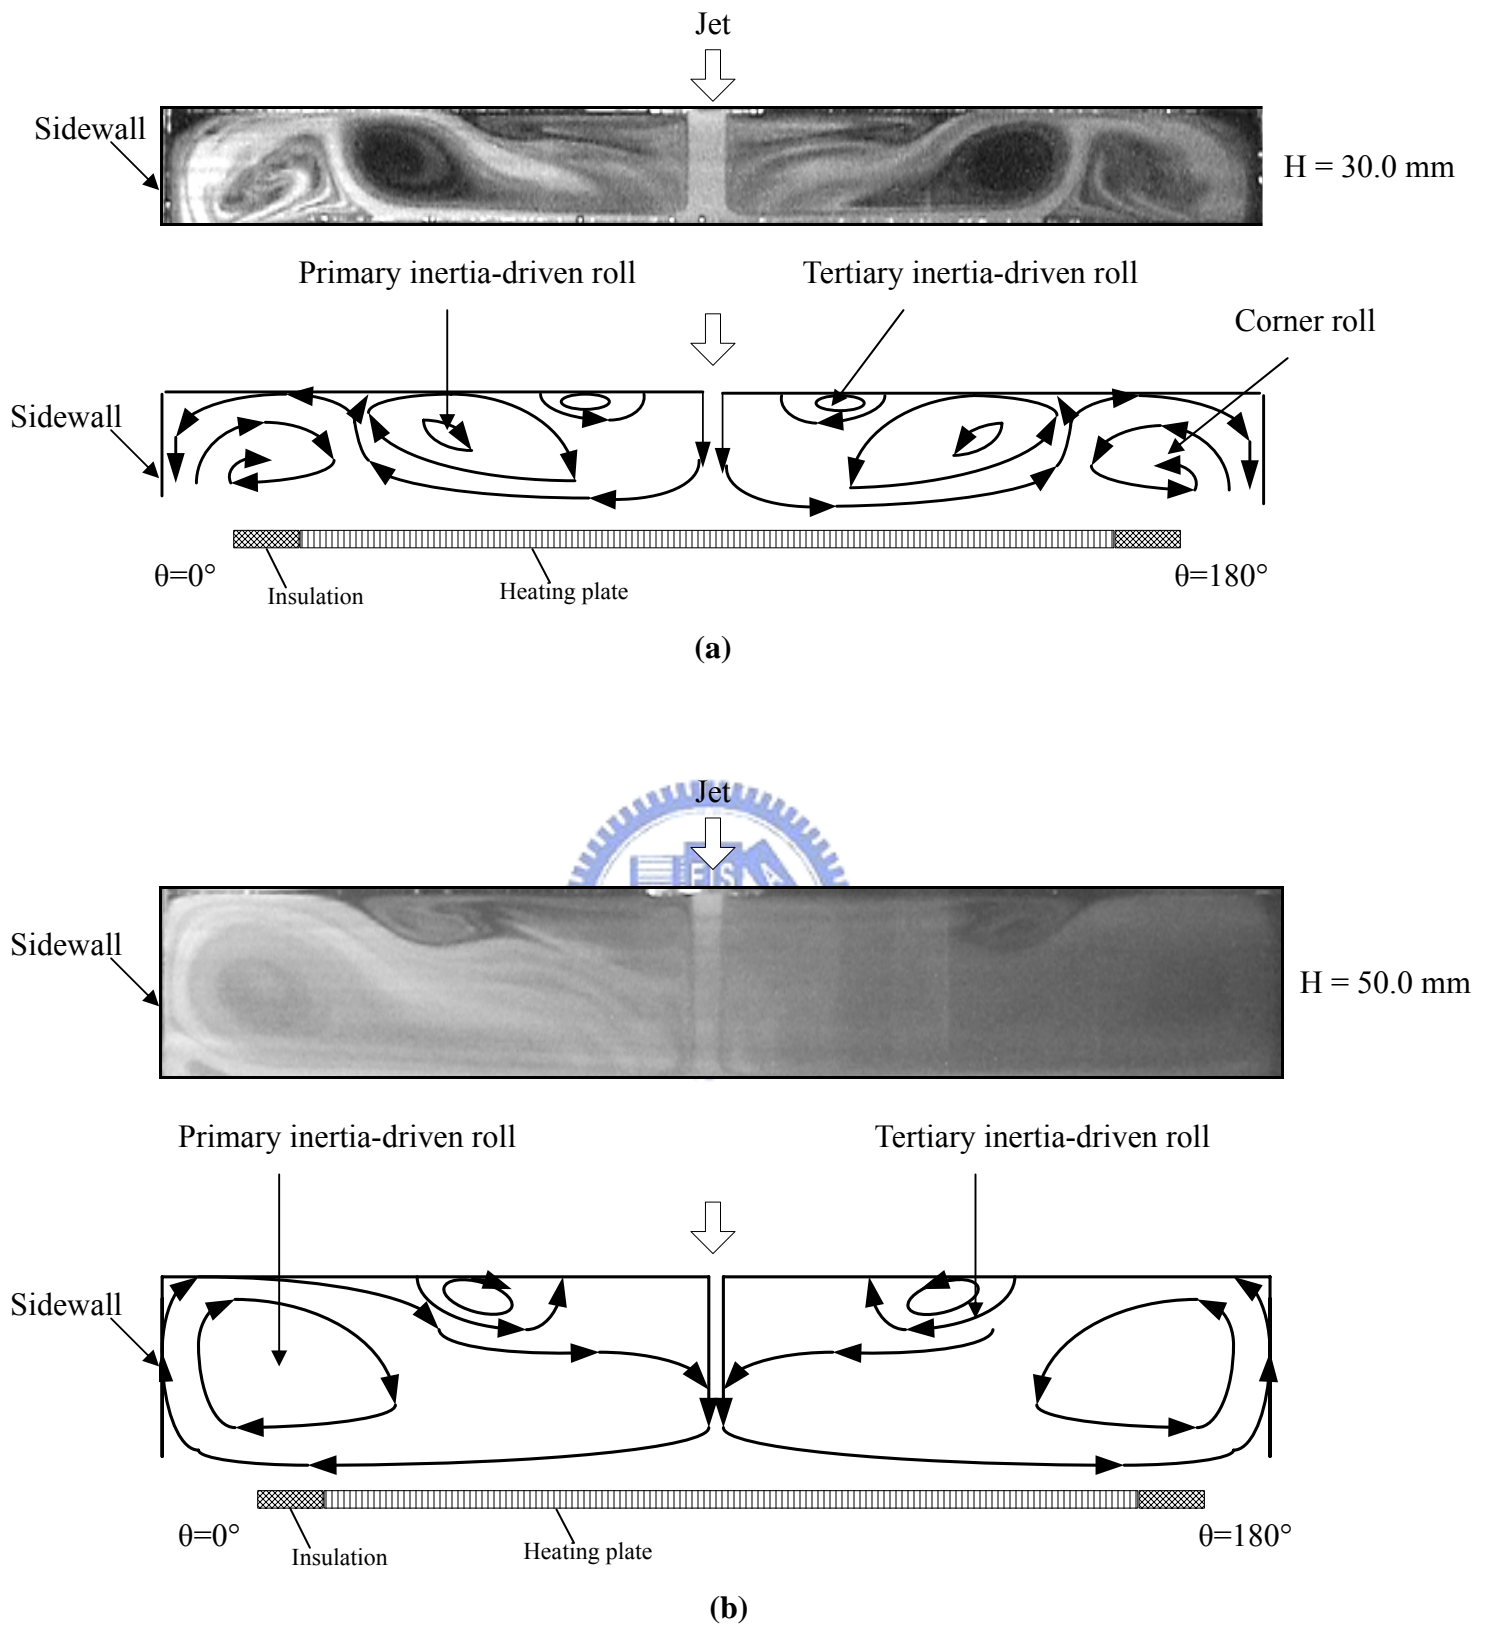 Jet
Sidewall
H = 30.0 mm
Primary inertia-driven roll
Tertiary inertia-driven roll
Corner roll
Sidewall
θ=0°
Insulation
Heating plate
θ=180°
(a)
Jet
Sidewall
H = 50.0 mm
Primary inertia-driven roll
Tertiary inertia-driven roll
Sidewall
θ=0°
Insulation
Heating plate
θ=180°
(b)